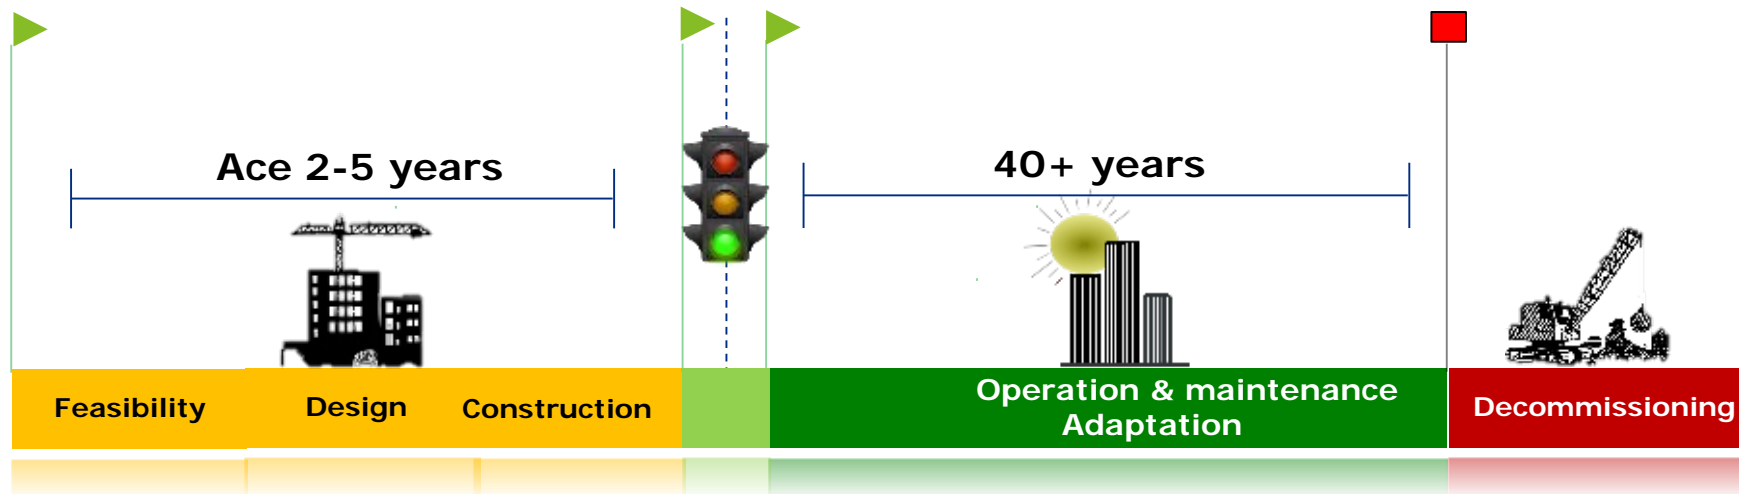 Ace 2-5 years
40+ years
Feasibility
Design
Construction
Operation & maintenance
Adaptation
Decommissioning